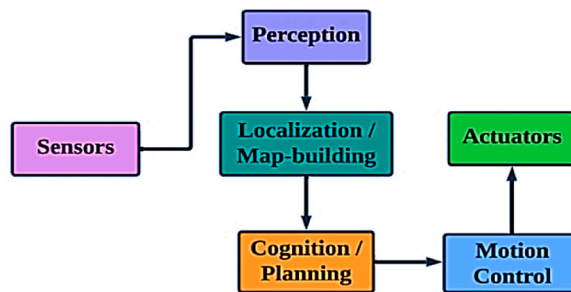 Perception
Sensors
Localization /
Map-building
Actuators
Cognition /
Planning
Motion
Control